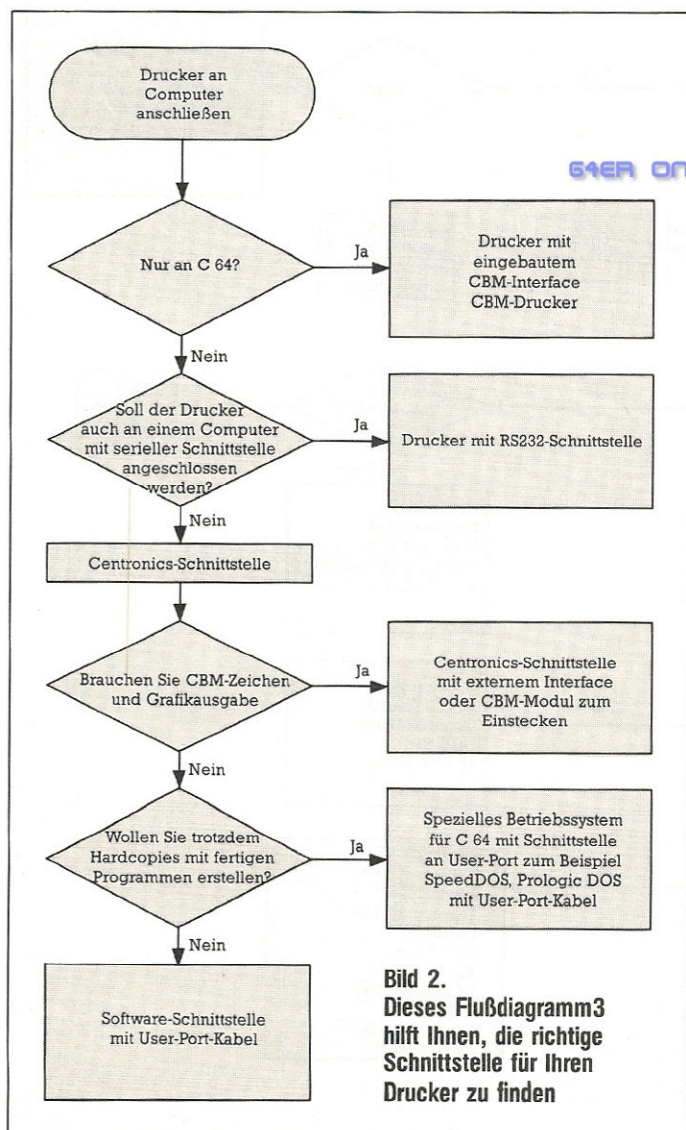 Drucker an
Computer
anschließen
64ER ON
Nur an C 64?
Ja
Drucker mit
eingebautem
CBM-Interface
CBM-Drucker
Nein
Soll der Drucker
auch an einem Computer
mit serieller Schnittstelle
angeschlossen
werden?
Ja
Drucker mit RS232-Schnittstelle
Nein
Centronics-Schnittstelle
Brauchen Sie CBM-Zeichen
und Grafikausgabe
Ja
Centronics-Schnittstelle
mit externem Interface
oder CBM-Modul zum
Einstecken
Nein
Wollen Sie trotzdem
Hardcopies mit fertigen
Programmen erstellen?
Ja
Spezielles Betriebssystem
für C 64 mit Schnittstelle
an User-Port zum Beispiel
SpeedDOS, Prologic DOS
mit User-Port-Kabel
Nein
Software-Schnittstelle
mit User-Port-Kabel
Bild 2.
Dieses Flußdiagramm3
hilft Ihnen, die richtige
Schnittstelle für Ihren
Drucker zu finden